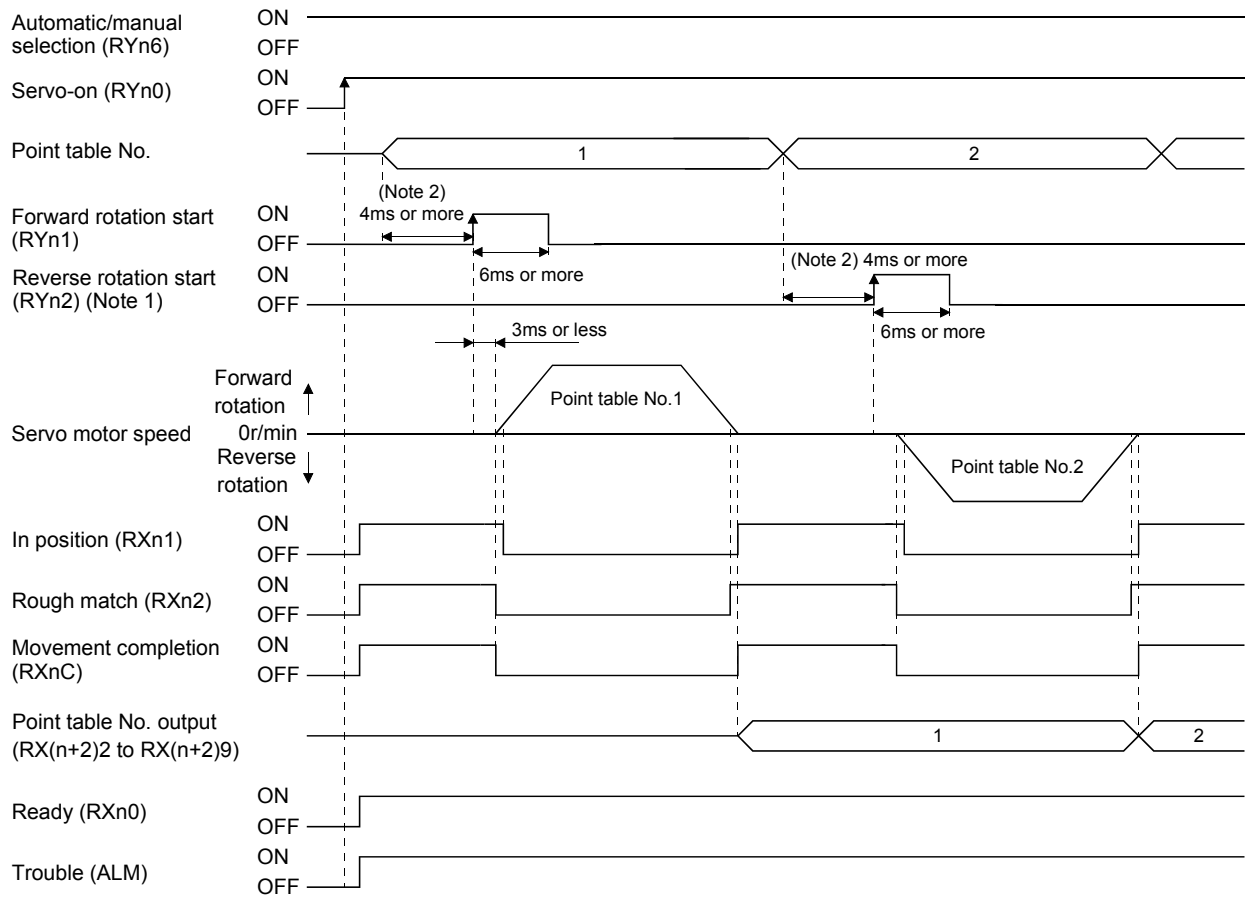 Automatic/manual
selection (RYn6)
ON
OFF
Servo-on (RYn0)
ON
OFF
Point table No.
1
2
(Note 2)
4ms or more
Forward rotation start
(RYn1)
ON
OFF
6ms or more
Reverse rotation start
(RYn2) (Note 1)
ON
OFF
(Note 2) 4ms or more
6ms or more
3ms or less
Forward
rotation
Servo motor speed
0r/min
Reverse
rotation
Point table No.1
Point table No.2
In position (RXn1)
ON
OFF
Rough match (RXn2)
ON
OFF
Movement completion
(RXnC)
ON
OFF
Point table No. output
(RX(n+2)2 to RX(n+2)9)
1
2
Ready (RXn0)
ON
OFF
Trouble (ALM)
ON
OFF